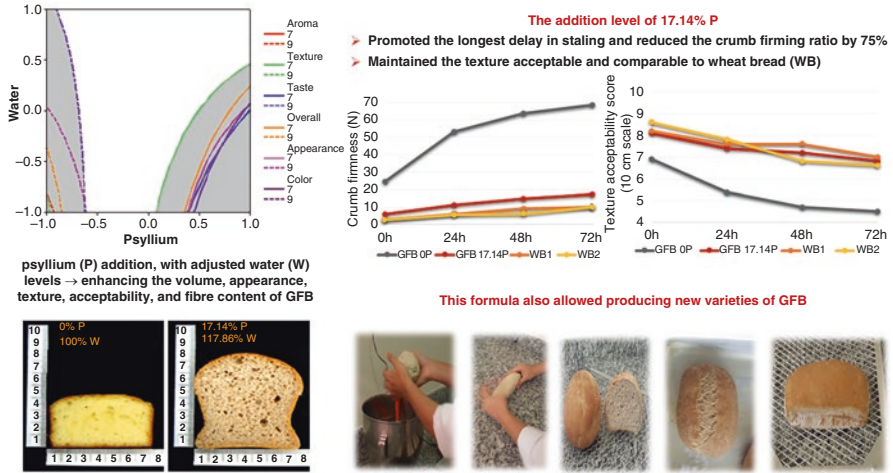 1.0
0.5
0.0
−0.5
−1.0
Water
−1.0
−0.5
0.0
0.5
1.0
Psyllium
Aroma
7
9
Texture
7
9
Taste
7
9
Overall
7
9
Appearance
7
9
Color
7
9
psyllium (P) addition, with adjusted water (W)
levels → enhancing the volume, appearance,
texture, acceptability, and fibre content of GFB
10
9
8
7
6
5
4
3
2
1
0% P
100% W
1 2 3 4 5 6 7 8
10
9
8
7
6
5
4
3
2
1
17.14% P
117.86% W
1 2 3 4 5 6 7 8
The addition level of 17.14% P
Promoted the longest delay in staling and reduced the crumb firming ratio by 75%
Maintained the texture acceptable and comparable to wheat bread (WB)
Crumb firmness (N)
70
60
50
40
30
20
10
0
0h 24h 48h 72h
GFB 0P GFB 17.14P WB1 WB2
Texture acceptability score
(10 cm scale)
10
9
8
7
6
5
4
0h 24h 48h 72h
GFB 0P GFB 17.14P WB1 WB2
This formula also allowed producing new varieties of GFB